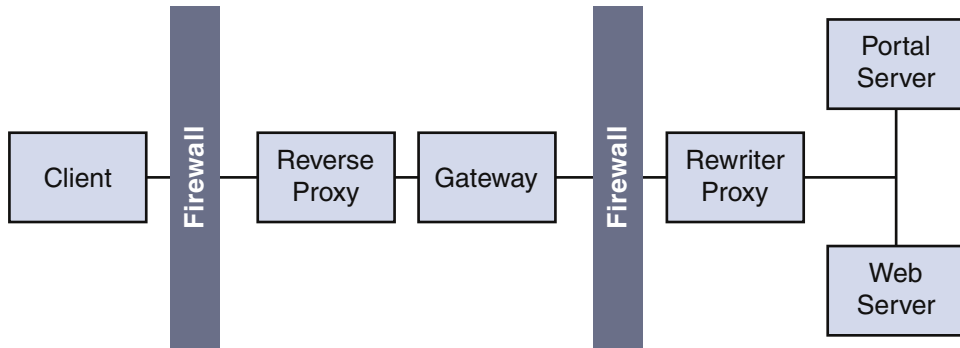 Client
Firewall
Reverse
Proxy
Gateway
Firewall
Rewriter
Proxy
Portal
Server
Web
Server